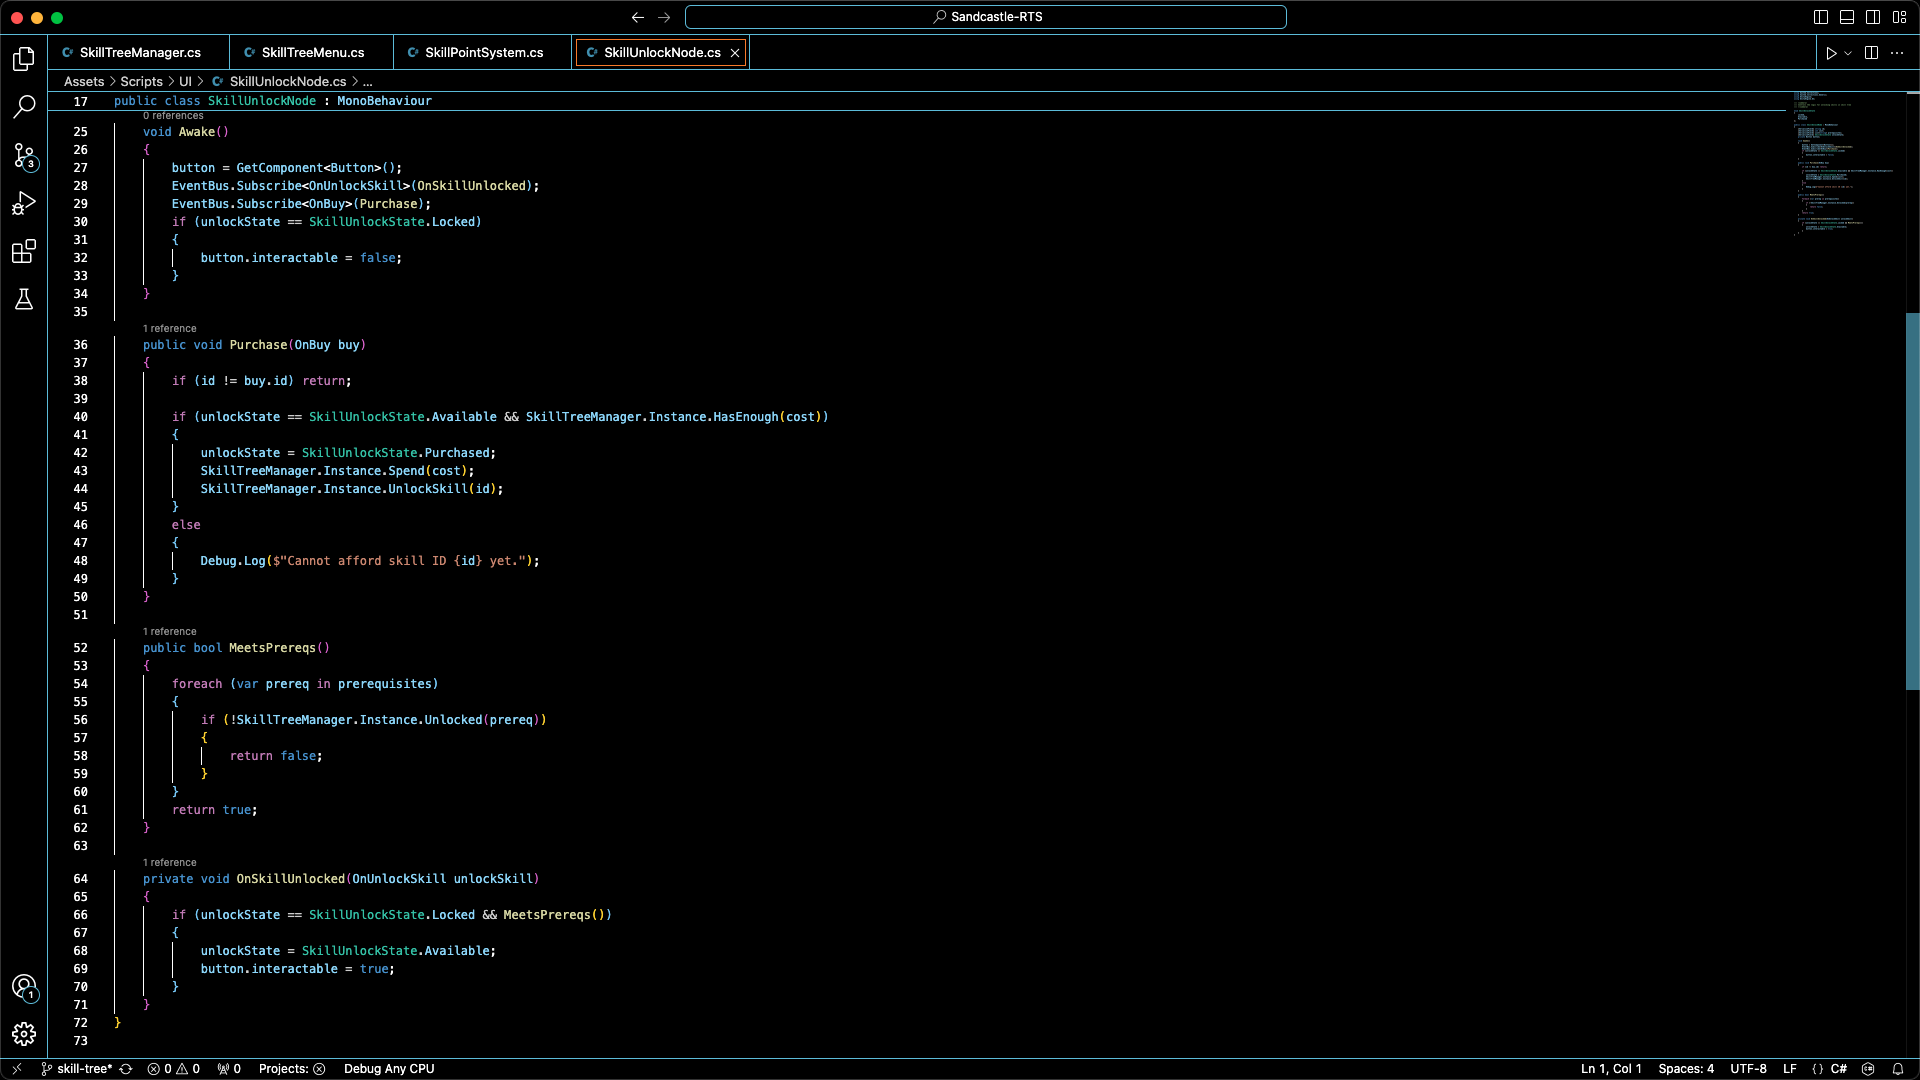 Sandcastle-RTS
SkillTreeManager.cs
SkillTreeMenu.cs
SkillPointSystem.cs
SkillUnlockNode.cs
Assets > Scripts > UI > SkillUnlockNode.cs > ...
17 public class SkillUnlockNode : MonoBehaviour
0 references
25 void Awake()
26 {
27 button = GetComponent<Button>();
28 EventBus.Subscribe<OnUnlockSkill>(OnSkillUnlocked);
29 EventBus.Subscribe<OnBuy>(Purchase);
30 if (unlockState == SkillUnlockState.Locked)
31 {
32 button.interactable = false;
33 }
34 }
35
1 reference
36 public void Purchase(OnBuy buy)
37 {
38 if (id != buy.id) return;
39
40 if (unlockState == SkillUnlockState.Available && SkillTreeManager.Instance.HasEnough(cost))
41 {
42 unlockState = SkillUnlockState.Purchased;
43 SkillTreeManager.Instance.Spend(cost);
44 SkillTreeManager.Instance.UnlockSkill(id);
45 }
46 else
47 {
48 Debug.Log($"Cannot afford skill ID {id} yet.");
49 }
50 }
51
1 reference
52 public bool MeetsPrereqs()
53 {
54 foreach (var prereq in prerequisites)
55 {
56 if (!SkillTreeManager.Instance.Unlocked(prereq))
57 {
58 return false;
59 }
60 }
61 return true;
62 }
63
1 reference
64 private void OnSkillUnlocked(OnUnlockSkill unlockSkill)
65 {
66 if (unlockState == SkillUnlockState.Locked && MeetsPrereqs())
67 {
68 unlockState = SkillUnlockState.Available;
69 button.interactable = true;
70 }
71 }
72 }
73
3
1
skill-tree* 0 0 0 Projects: Debug Any CPU Ln 1, Col 1 Spaces: 4 UTF-8 LF {} C#